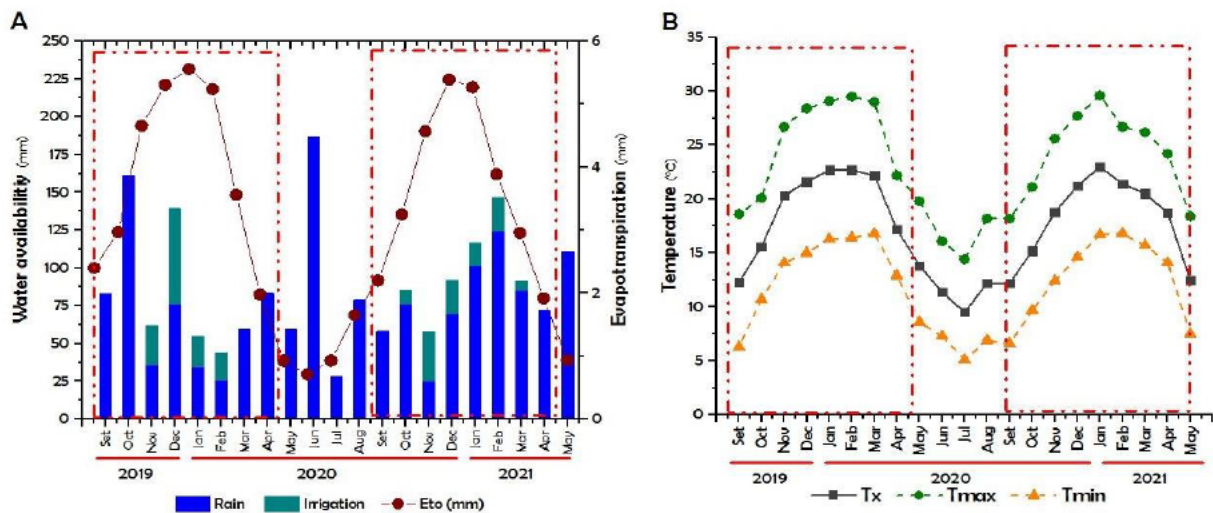 A
Water availabilitiy (mm)
250
225
200
175
150
125
100
75
50
25
0
6
5
4
3
2
1
0
Evapotranspiration (mm)
Set Oct Nov Dec Jan Feb Mar Apr May Jun Jul Aug Set Oct Nov Dec Jan Feb Mar Apr May
2019 2020 2021
Rain Irrigation Eto (mm)
B
Temperature (°C)
35
30
25
20
15
10
5
0
Set Oct Nov Dec Jan Feb Mar Apr May Jun Jul Aug Set Oct Nov Dec Jan Feb Mar Apr May
2019 2020 2021
Tx Tmax Tmin